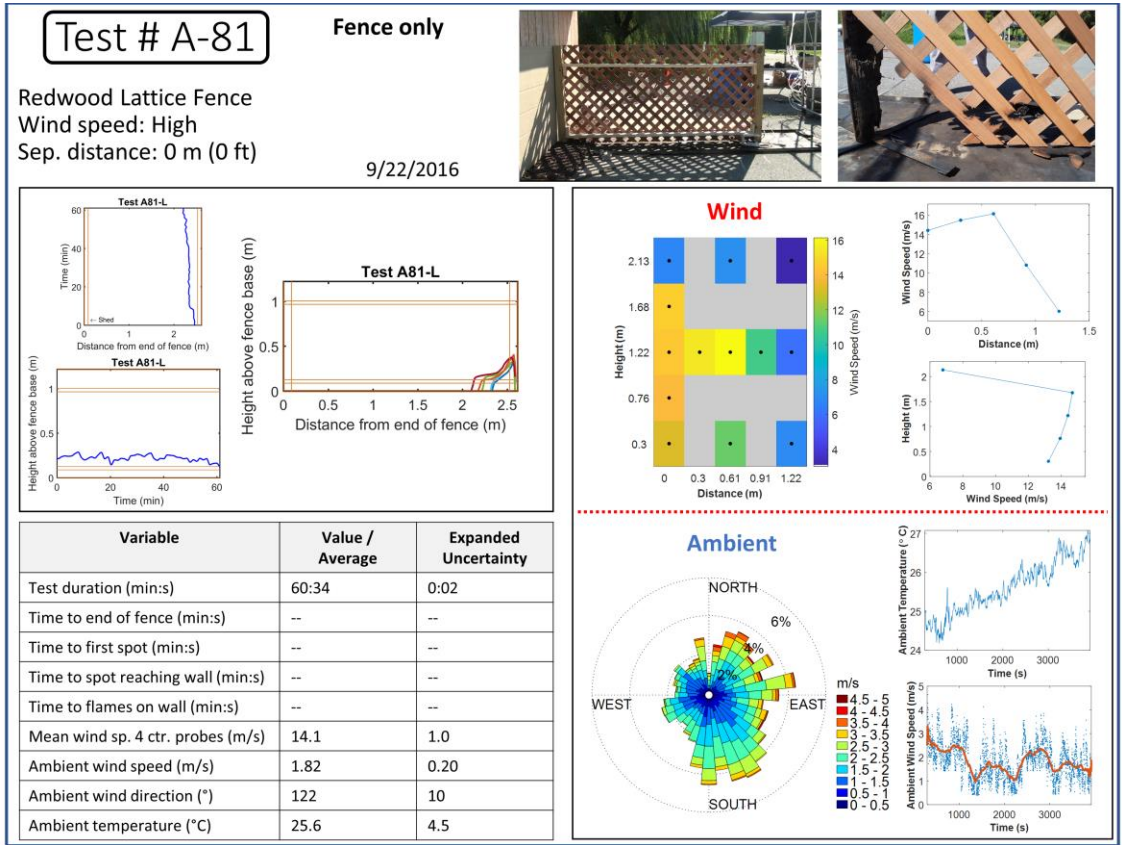 Test # A-81
Fence only
Redwood Lattice Fence
Wind speed: High
Sep. distance: 0 m (0 ft)
9/22/2016
Test A81-L
Time (min)
60
40
20
0
← Shed
0 1 2
Distance from end of fence (m)
Test A81-L
Height above fence base (m)
1
0.5
0
0 20 40 60
Time (min)
Test A81-L
Height above fence base (m)
1
0.5
0
0 0.5 1 1.5 2 2.5
Distance from end of fence (m)
Variable Value / Average Expanded Uncertainty
Test duration (min:s) 60:34 0:02
Time to end of fence (min:s) -- --
Time to first spot (min:s) -- --
Time to spot reaching wall (min:s) -- --
Time to flames on wall (min:s) -- --
Mean wind sp. 4 ctr. probes (m/s) 14.1 1.0
Ambient wind speed (m/s) 1.82 0.20
Ambient wind direction (°) 122 10
Ambient temperature (°C) 25.6 4.5
Wind
Height (m)
2.13
1.68
1.22
0.76
0.3
0 0.3 0.61 0.91 1.22
Distance (m)
16
14
12
10
8
6
4
Wind Speed (m/s)
Wind Speed (m/s)
16
14
12
10
8
6
0 0.5 1 1.5
Distance (m)
Height (m)
2
1.5
1
0.5
0
6 8 10 12 14
Wind Speed (m/s)
Ambient
NORTH
6%
4%
2%
WEST
EAST
SOUTH
m/s
4.5 - 5
4 - 4.5
3.5 - 4
3 - 3.5
2.5 - 3
2 - 2.5
1.5 - 2
1 - 1.5
0.5 - 1
0 - 0.5
Ambient Temperature (° C)
27
26
25
24
1000 2000 3000
Time (s)
Ambient Wind Speed (m/s)
5
4
3
2
1
0
1000 2000 3000
Time (s)